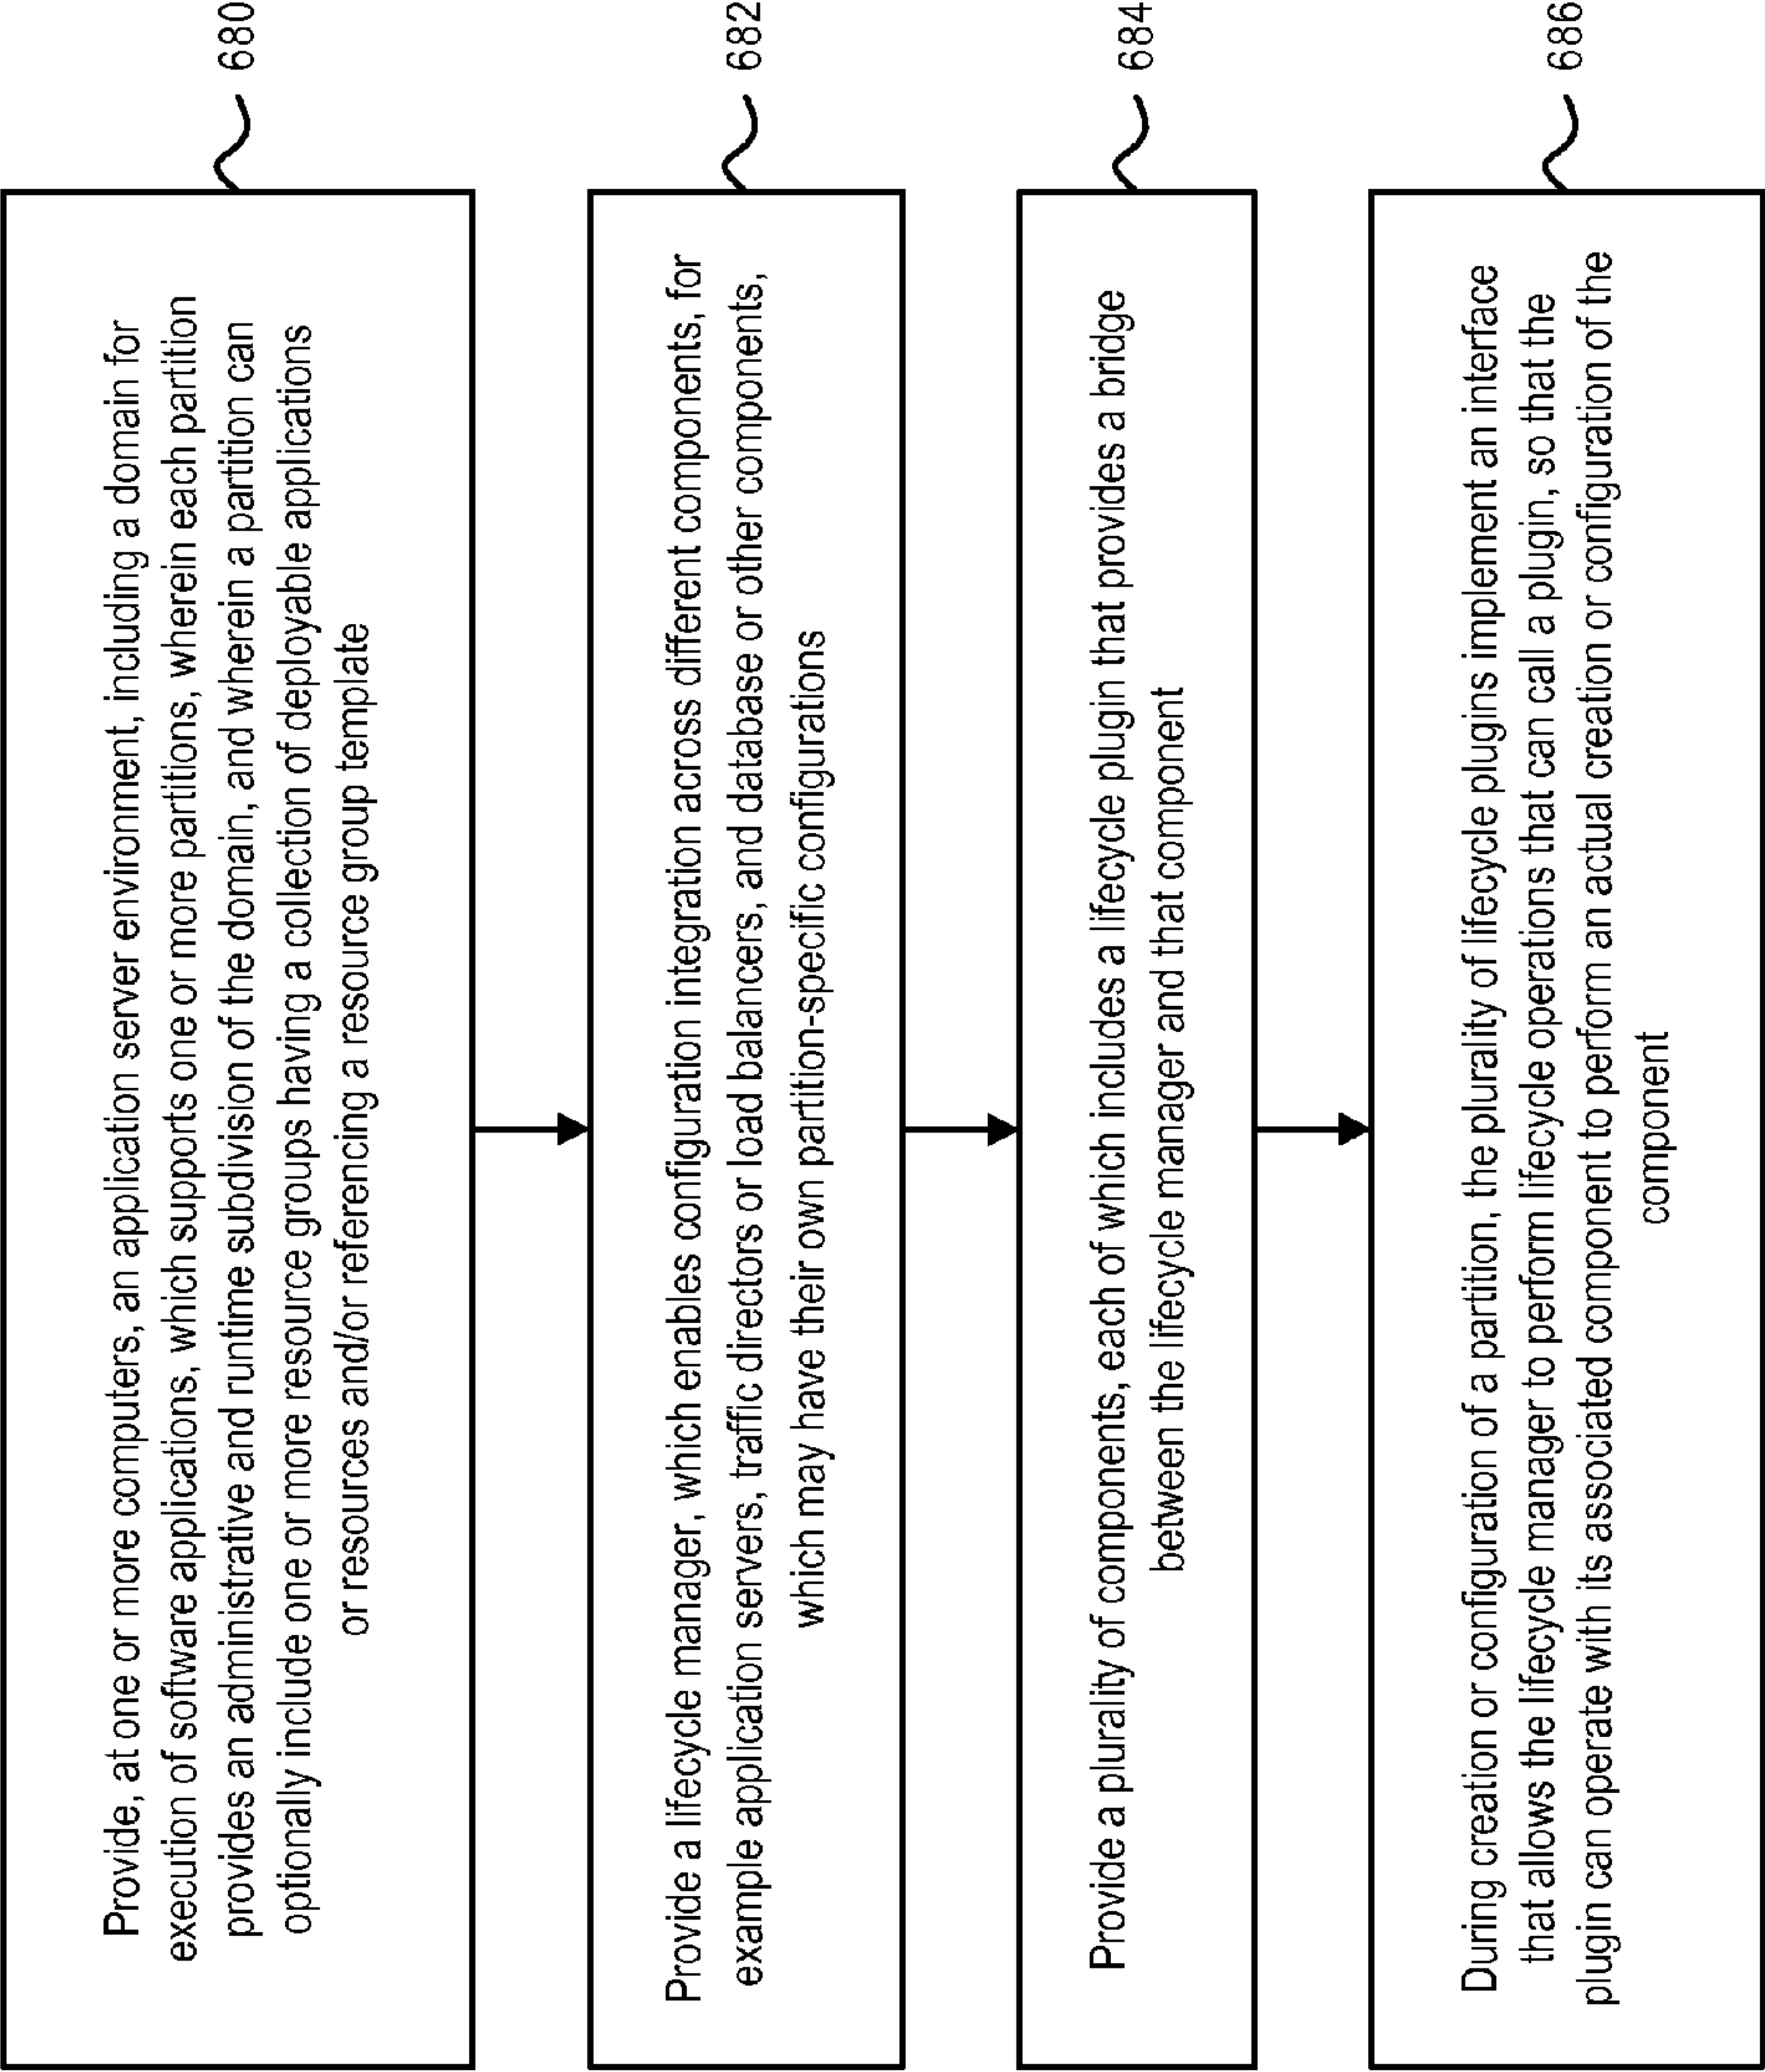 Provide, at one or more computers, an application server environment, including a domain for
execution of software applications, which supports one or more partitions, wherein each partition
provides an administrative and runtime subdivision of the domain, and wherein a partition can
optionally include one or more resource groups having a collection of deployable applications
or resources and/or referencing a resource group template
680
Provide a lifecycle manager, which enables configuration integration across different components, for
example application servers, traffic directors or load balancers, and database or other components,
which may have their own partition-specific configurations
682
Provide a plurality of components, each of which includes a lifecycle plugin that provides a bridge
between the lifecycle manager and that component
684
During creation or configuration of a partition, the plurality of lifecycle plugins implement an interface
that allows the lifecycle manager to perform lifecycle operations that can call a plugin, so that the
plugin can operate with its associated component to perform an actual creation or configuration of the
component
686